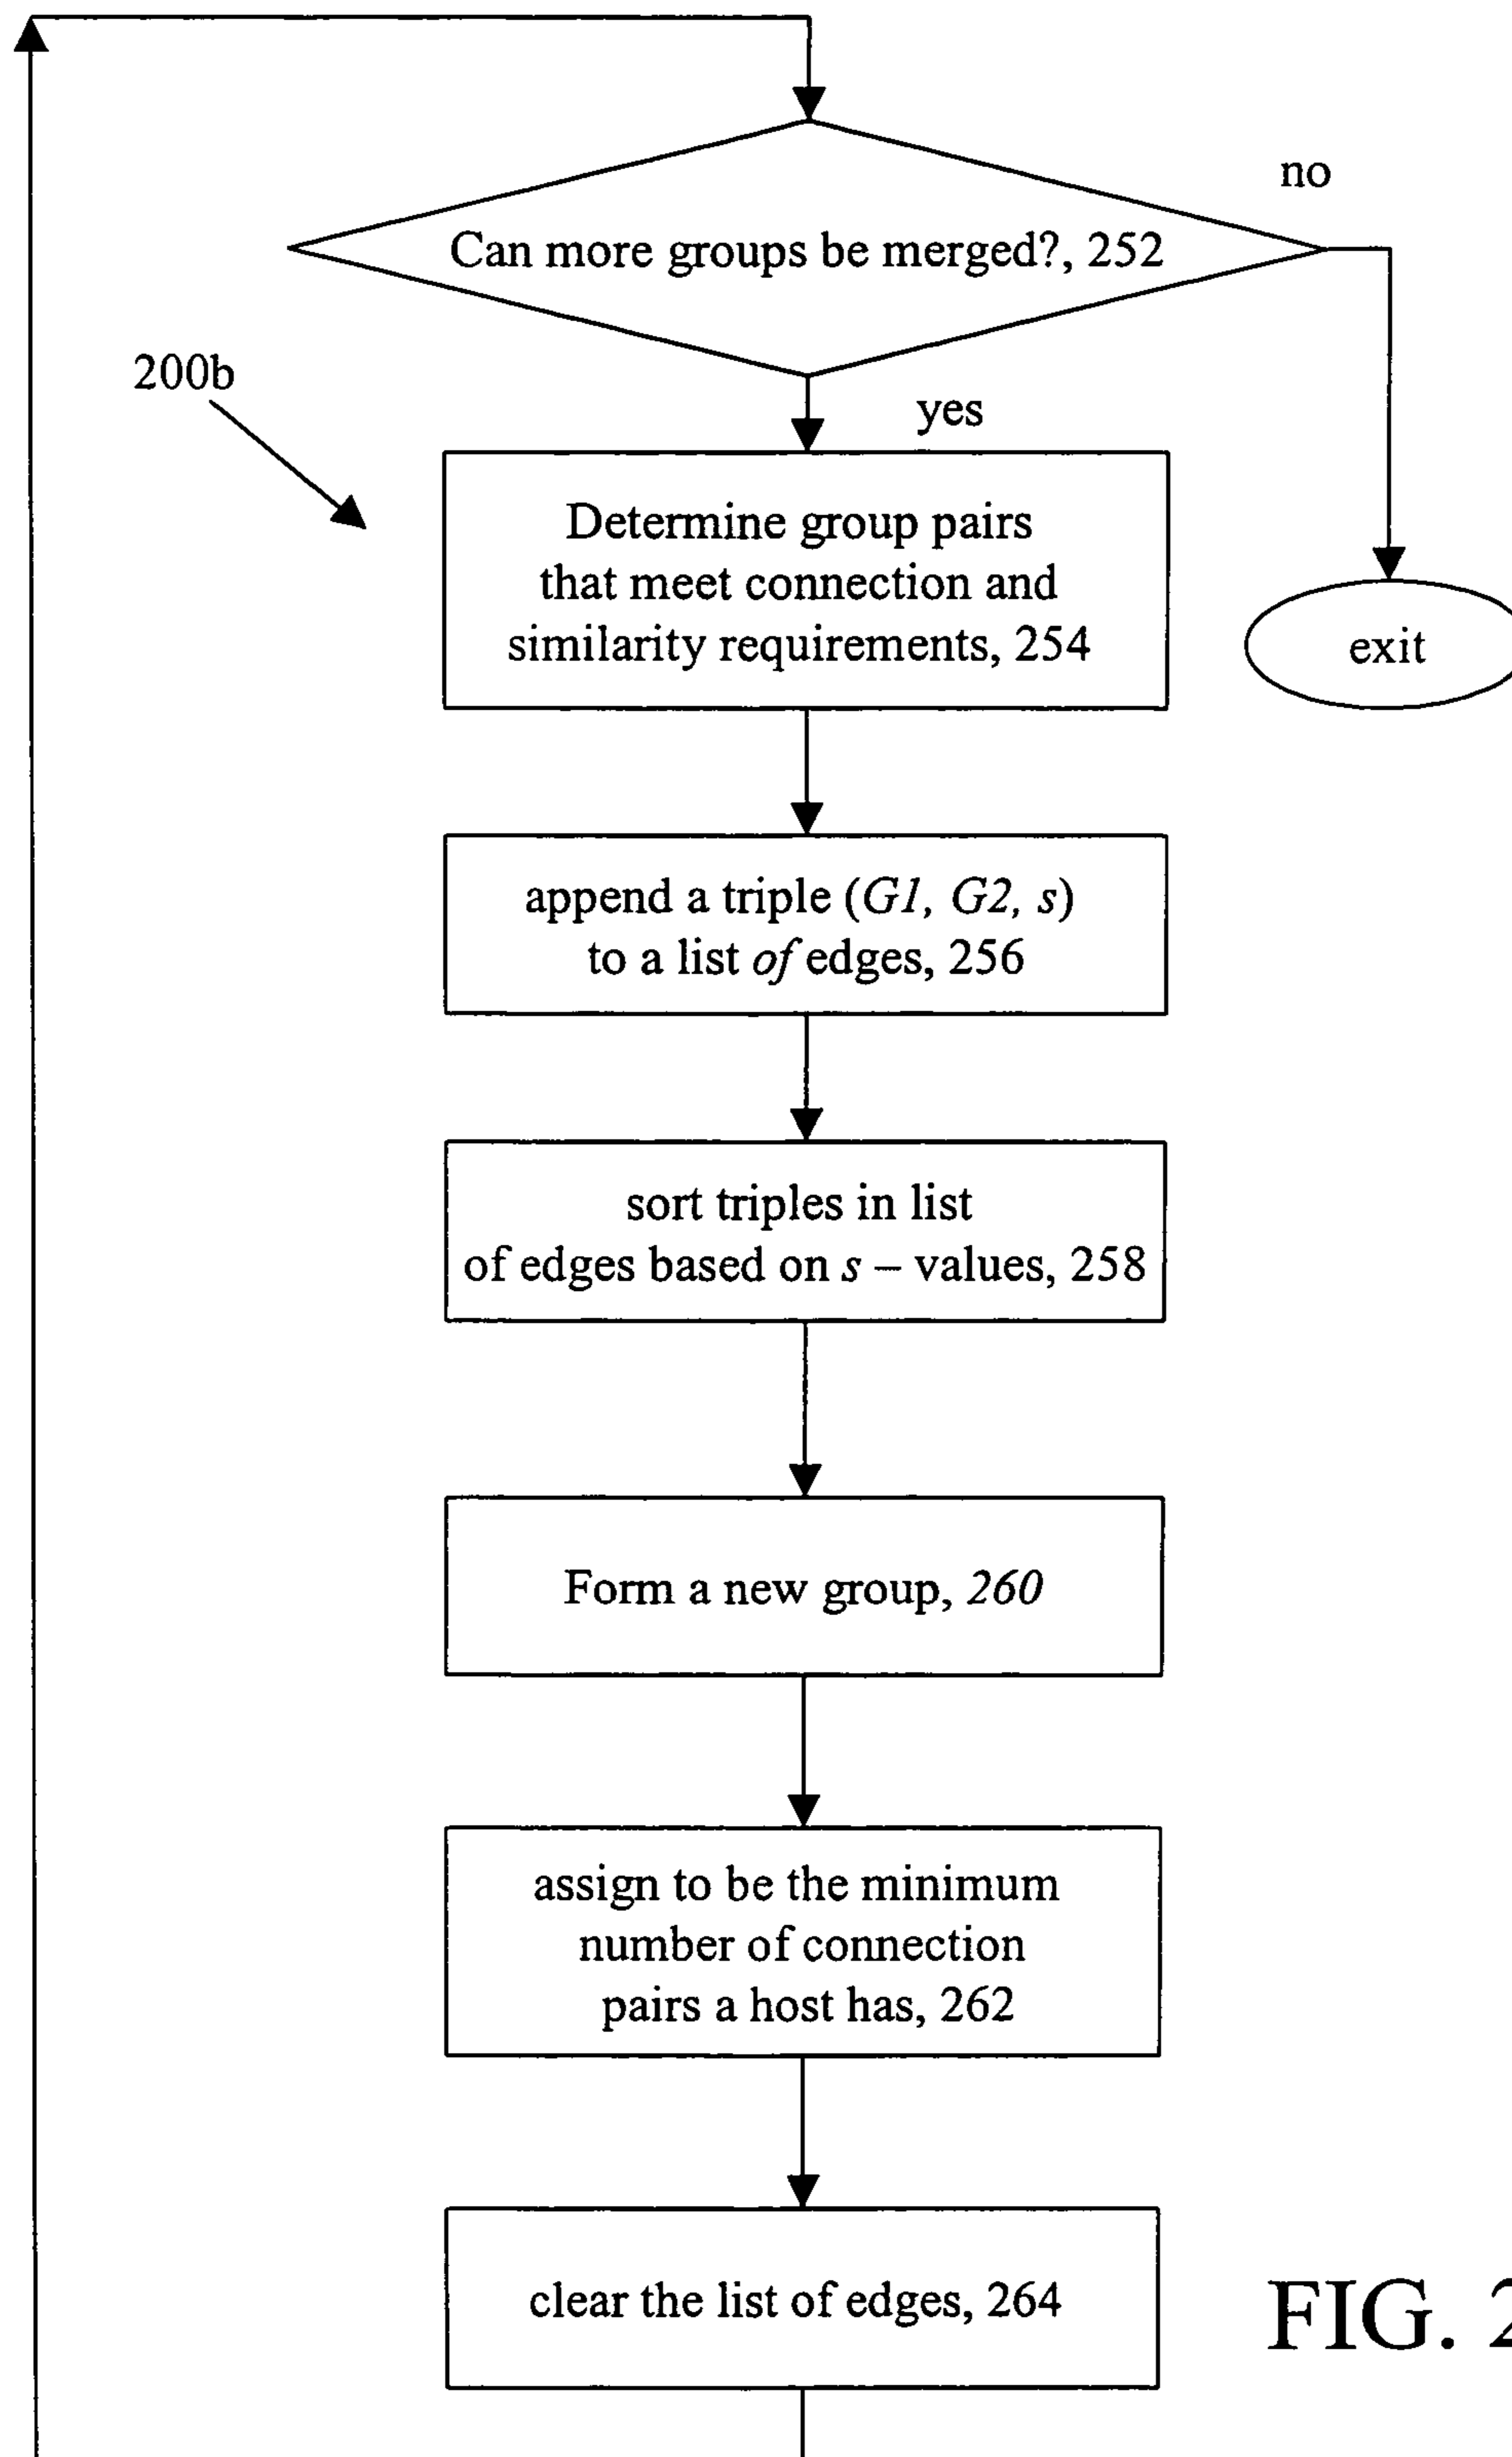 no
Can more groups be merged?, 252
200b
yes
Determine group pairs
that meet connection and
similarity requirements, 254
exit
append a triple (G1, G2, s)
to a list of edges, 256
sort triples in list
of edges based on s – values, 258
Form a new group, 260
assign to be the minimum
number of connection
pairs a host has, 262
clear the list of edges, 264
FIG. 2